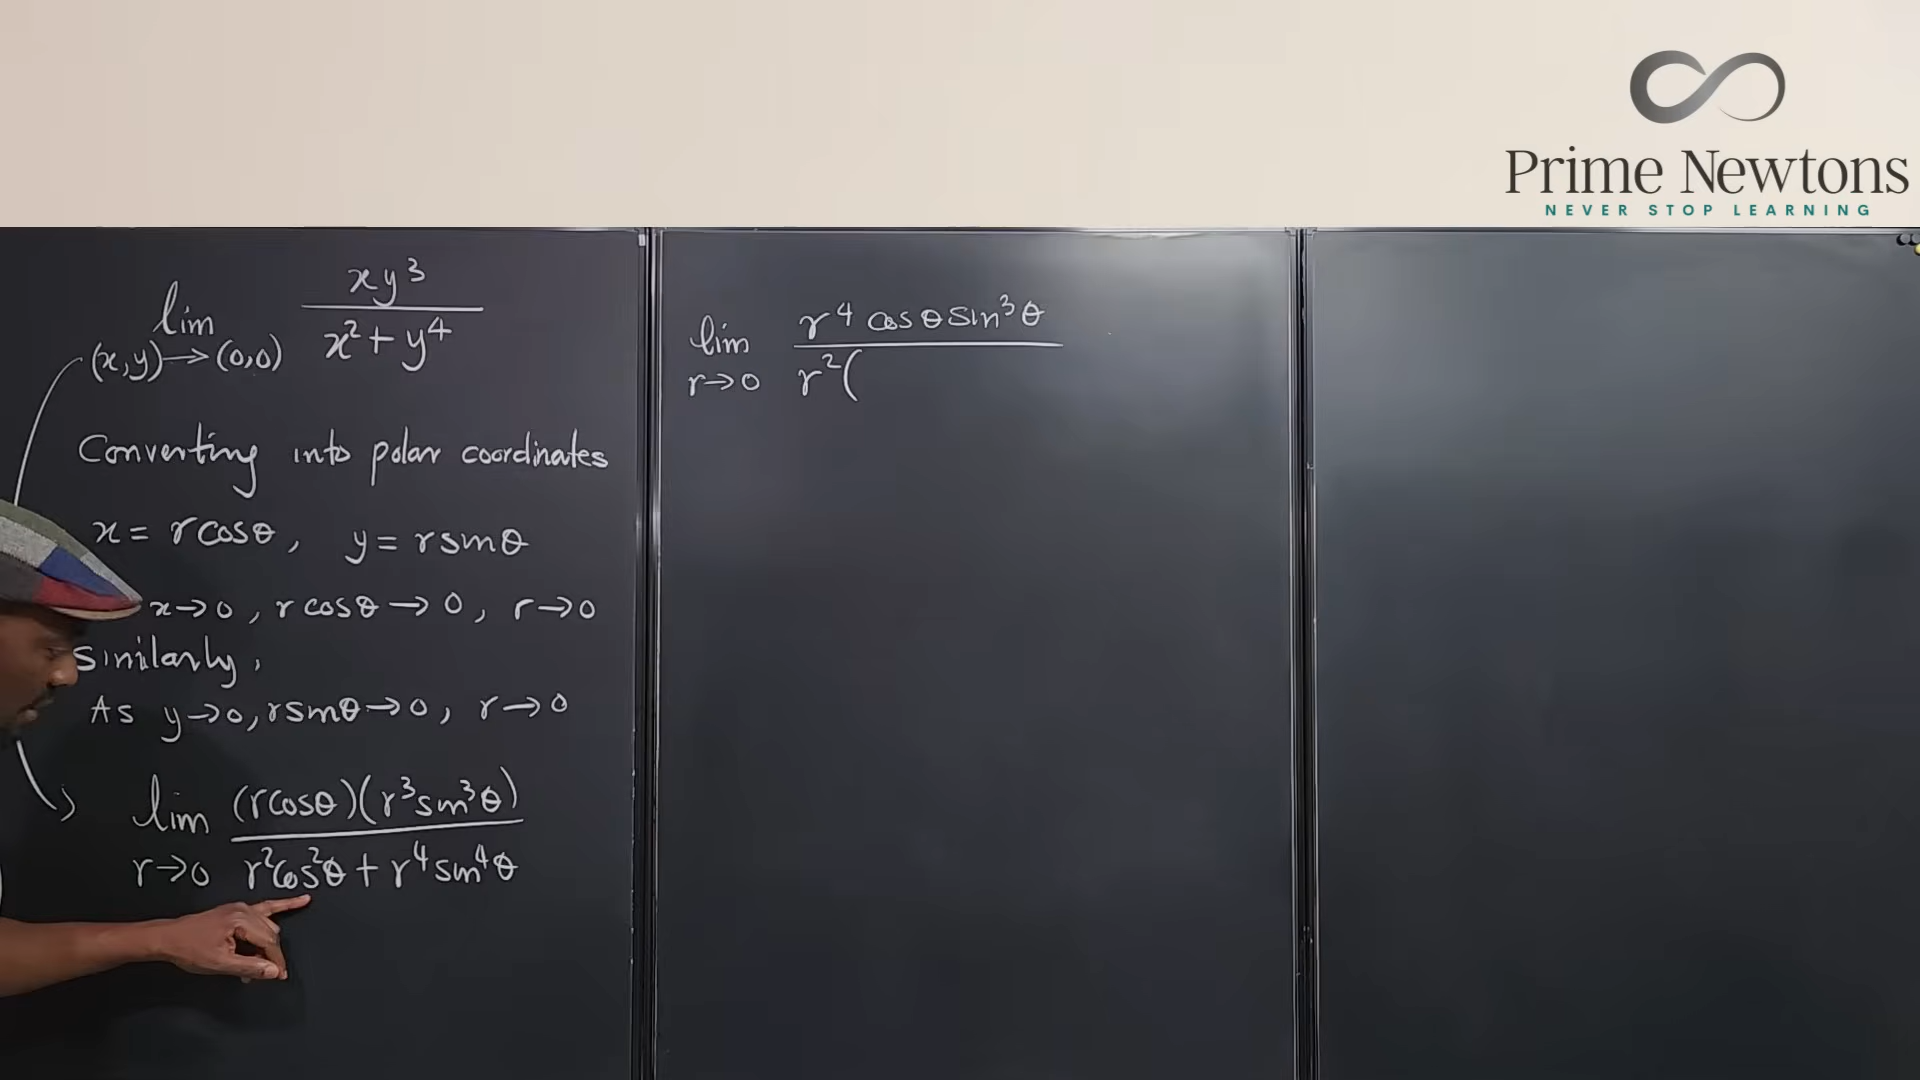 Prime Newtons
NEVER STOP LEARNING
lim xy³
(x,y)→(0,0) x²+y⁴
Converting into polar coordinates
x = r cosθ, y = r sinθ
x→0, r cosθ→0, r→0
Similarly,
As y→0, r sinθ→0, r→0
lim (r cosθ)(r³ sin³θ)
r→0 r²cos²θ + r⁴ sin⁴θ
lim r⁴ cosθ sin³θ
r→0 r²(